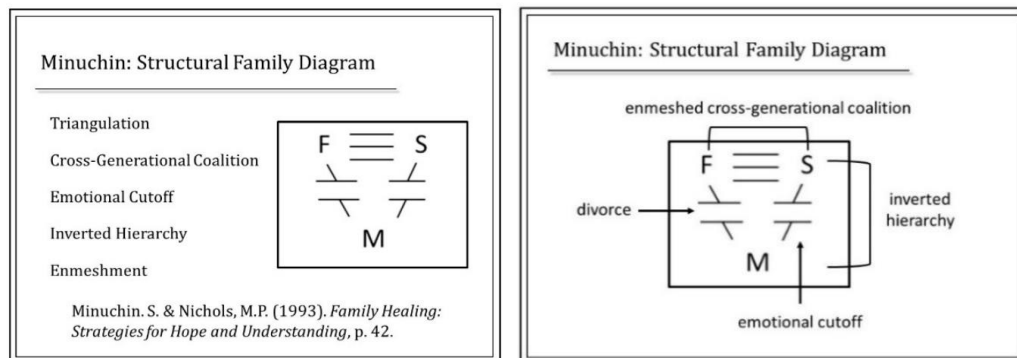 Minuchin: Structural Family Diagram
Triangulation
Cross-Generational Coalition
Emotional Cutoff
Inverted Hierarchy
Enmeshment
F S
M
Minuchin. S. & Nichols, M.P. (1993). Family Healing:
Strategies for Hope and Understanding, p. 42.
Minuchin: Structural Family Diagram
enmeshed cross-generational coalition
F S
divorce
inverted
hierarchy
M
emotional cutoff